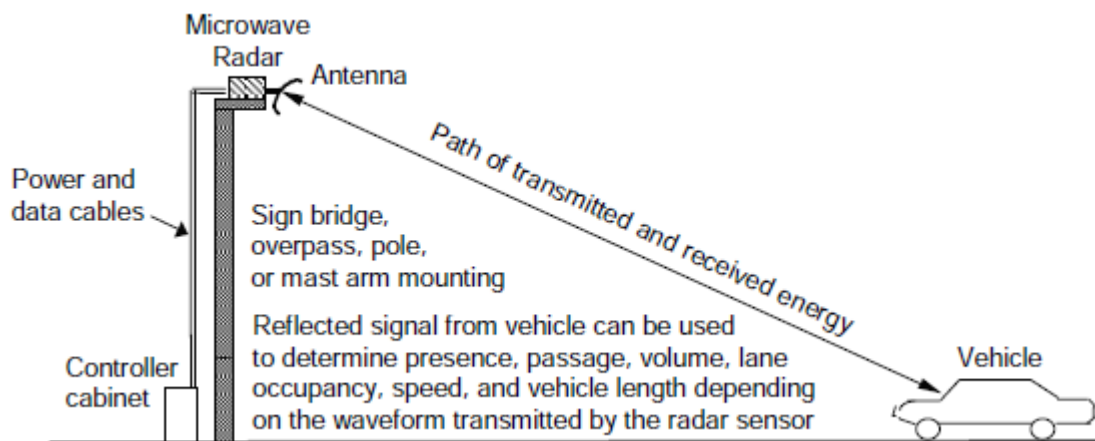 Microwave
Radar
Antenna
Path of transmitted and received energy
Power and
data cables
Sign bridge,
overpass, pole,
or mast arm mounting
Reflected signal from vehicle can be used
to determine presence, passage, volume, lane
occupancy, speed, and vehicle length depending
on the waveform transmitted by the radar sensor
Controller
cabinet
Vehicle